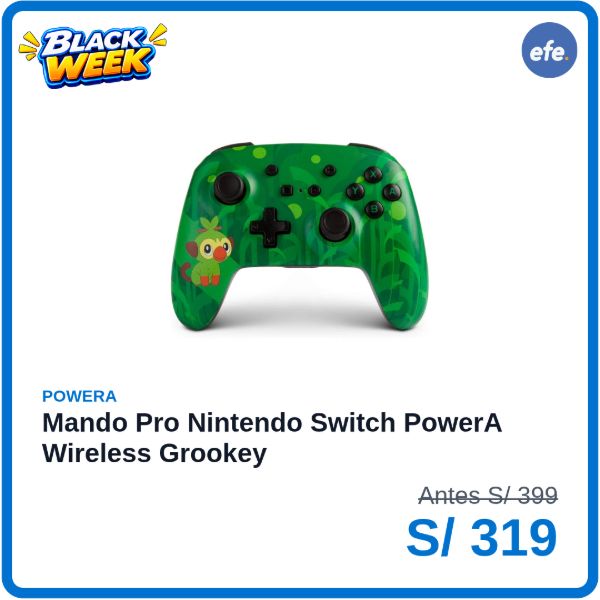 BLACK
WEEK
efe.
X
Y
A
B
POWERA
Mando Pro Nintendo Switch PowerA
Wireless Grookey
Antes S/ 399
S/ 319